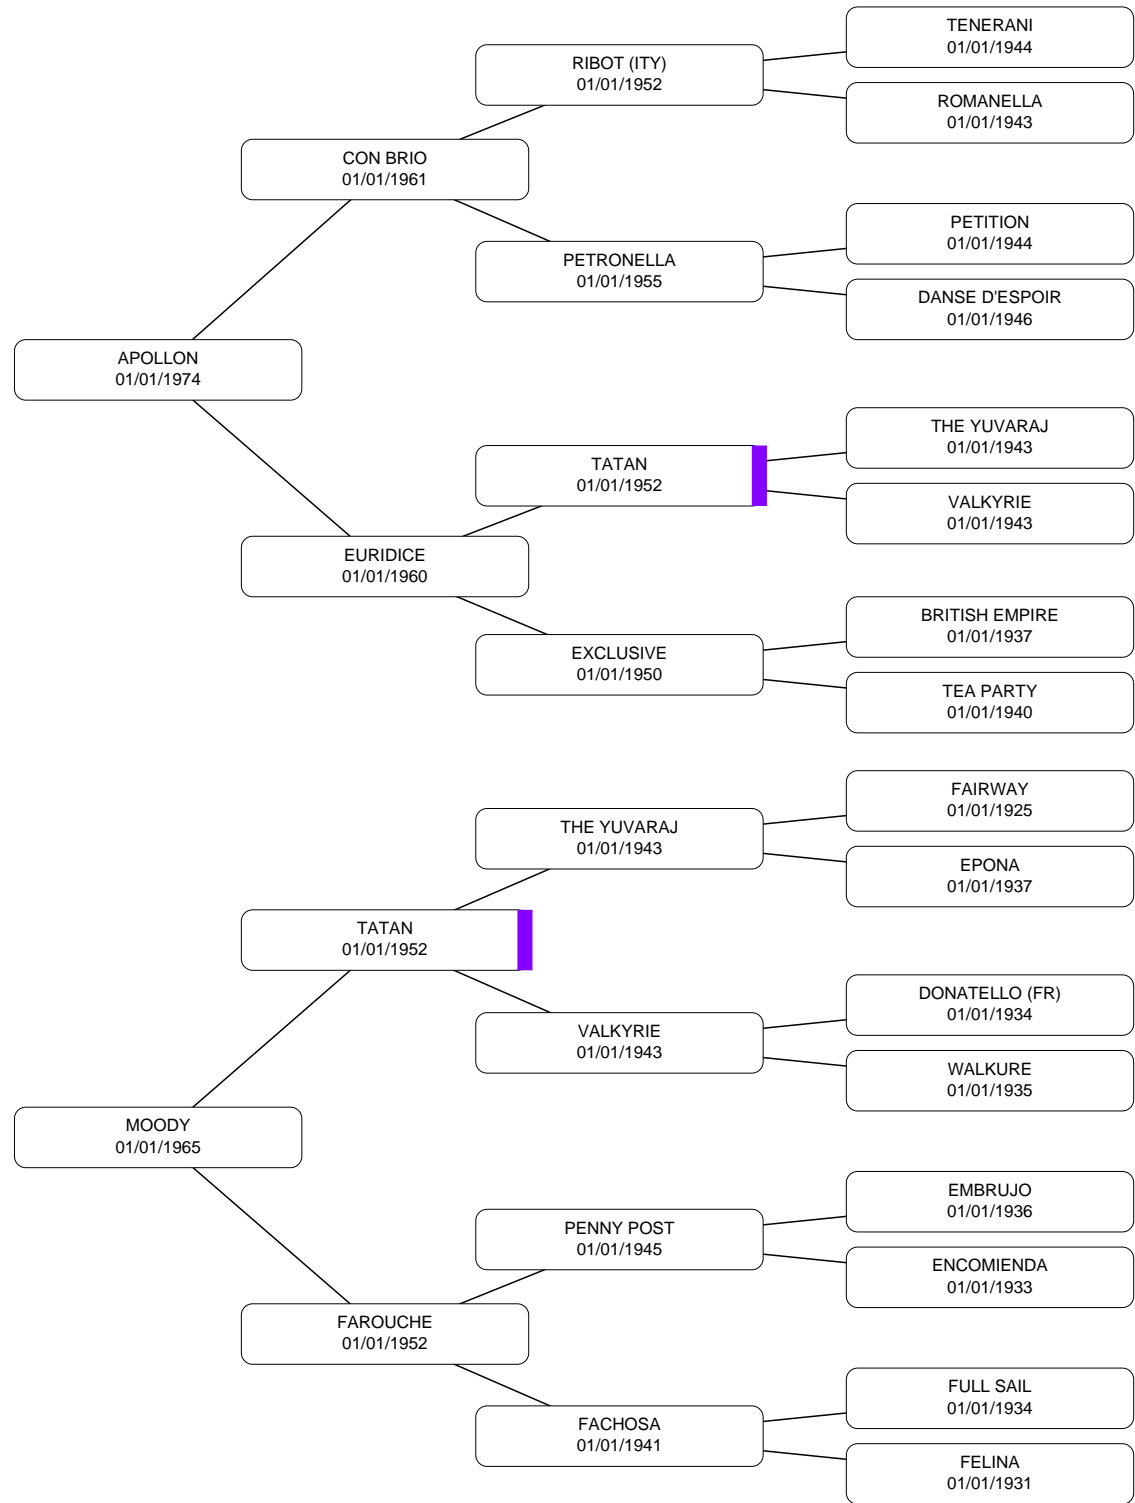 TENERANI
01/01/1944
RIBOT (ITY)
01/01/1952
ROMANELLA
01/01/1943
CON BRIO
01/01/1961
PETITION
01/01/1944
PETRONELLA
01/01/1955
DANSE D'ESPOIR
01/01/1946
APOLLON
01/01/1974
THE YUVARAJ
01/01/1943
TATAN
01/01/1952
VALKYRIE
01/01/1943
EURIDICE
01/01/1960
BRITISH EMPIRE
01/01/1937
EXCLUSIVE
01/01/1950
TEA PARTY
01/01/1940
FAIRWAY
01/01/1925
THE YUVARAJ
01/01/1943
EPONA
01/01/1937
TATAN
01/01/1952
DONATELLO (FR)
01/01/1934
VALKYRIE
01/01/1943
WALKURE
01/01/1935
MOODY
01/01/1965
EMBRUJO
01/01/1936
PENNY POST
01/01/1945
ENCOMIENDA
01/01/1933
FAROUCHE
01/01/1952
FULL SAIL
01/01/1934
FACHOSA
01/01/1941
FELINA
01/01/1931